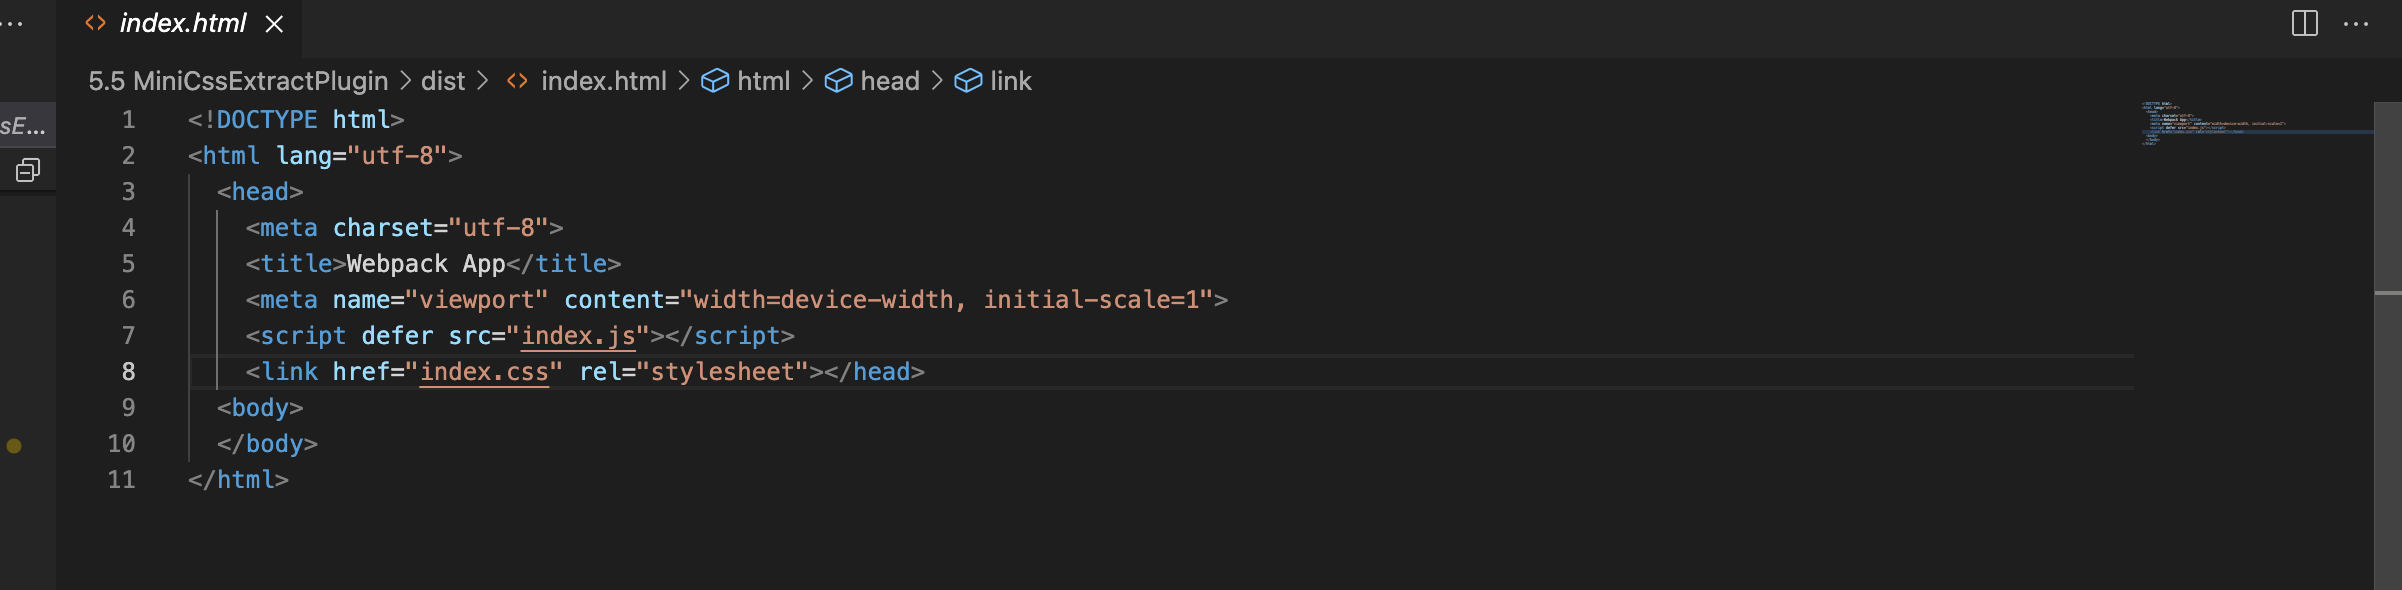 index.html
5.5 MiniCssExtractPlugin > dist > index.html > html > head > link
sE...
1 <!DOCTYPE html>
2 <html lang="utf-8">
3 <head>
4 <meta charset="utf-8">
5 <title>Webpack App</title>
6 <meta name="viewport" content="width=device-width, initial-scale=1">
7 <script defer src="index.js"></script>
8 <link href="index.css" rel="stylesheet"></head>
9 <body>
10 </body>
11 </html>